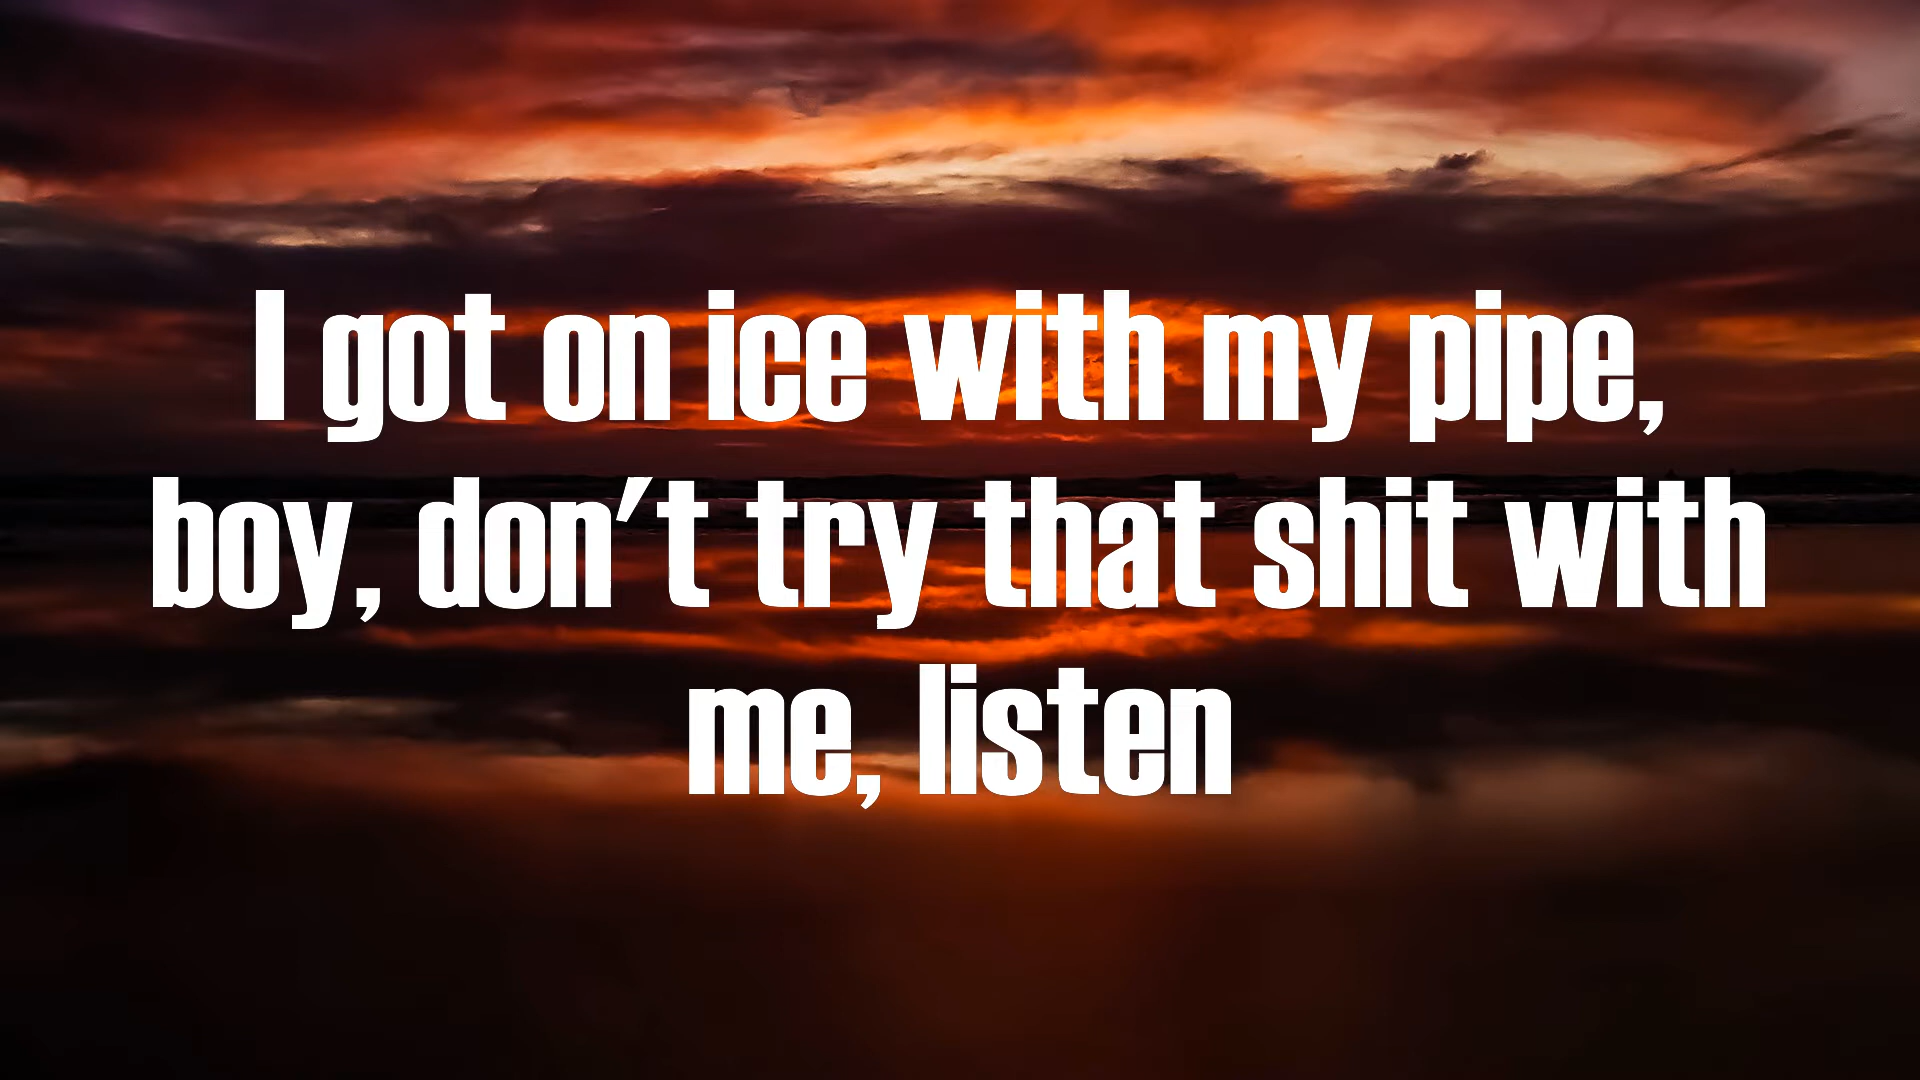 I got on ice with my pipe,
boy, don't try that shit with
me, listen